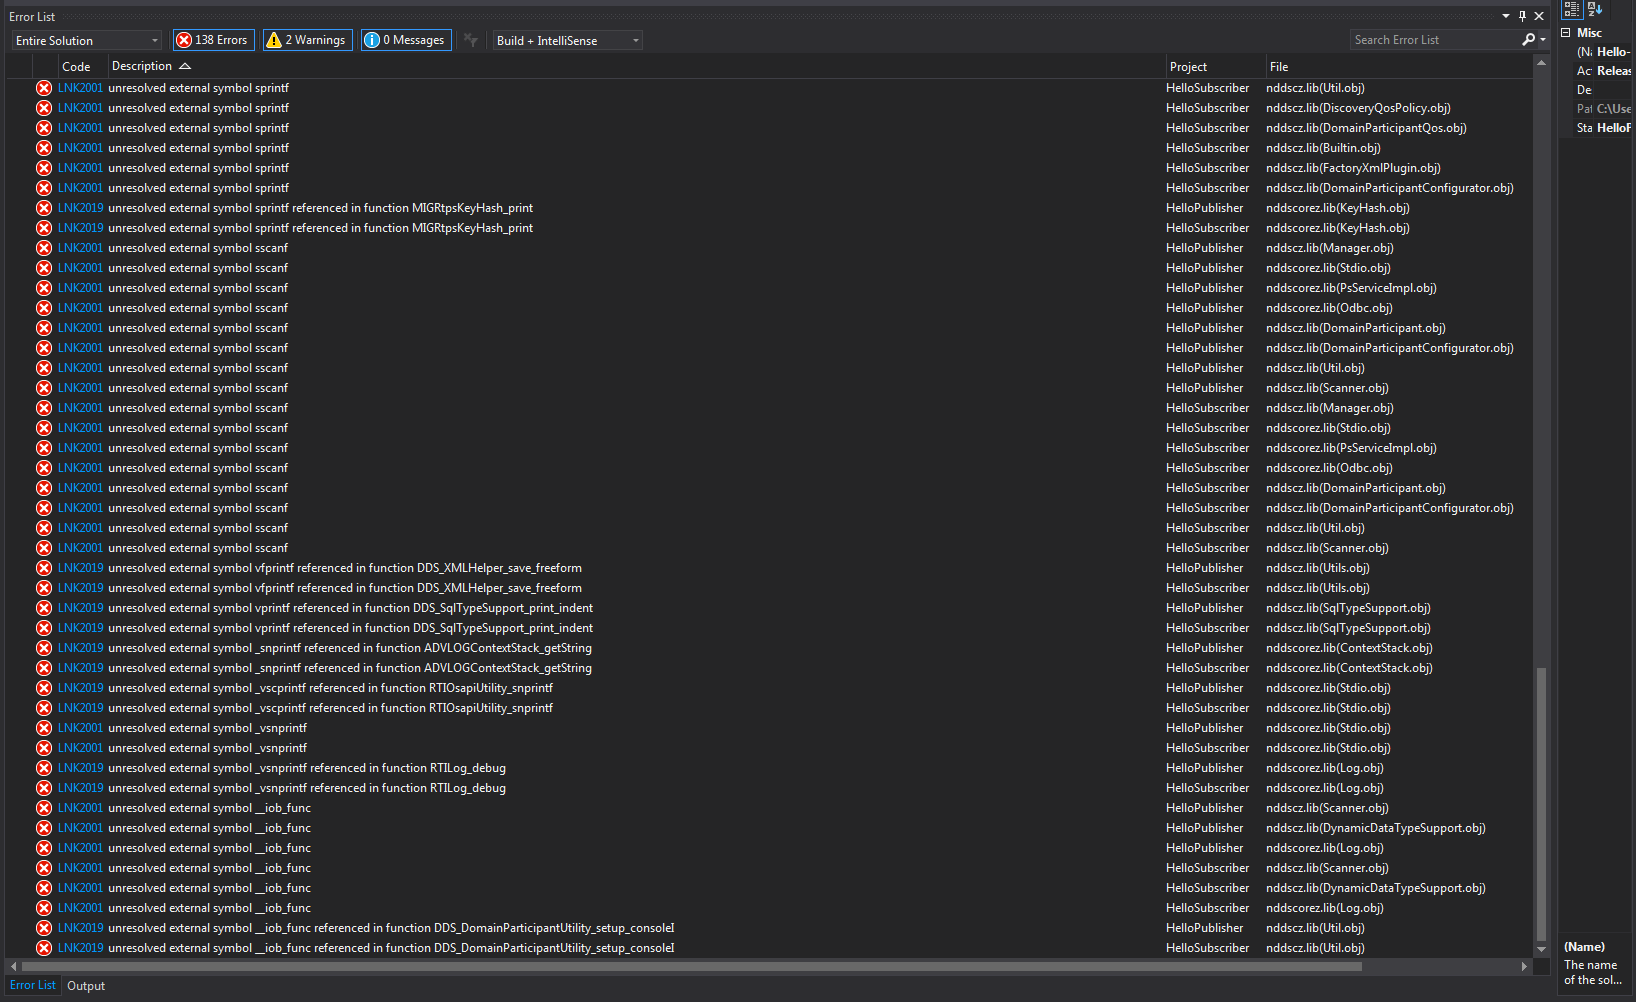 Error List
Entire Solution 138 Errors 2 Warnings 0 Messages Build + IntelliSense Search Error List
Code Description Project File
LNK2001 unresolved external symbol sprintf HelloSubscriber nddscz.lib(Util.obj)
LNK2001 unresolved external symbol sprintf HelloSubscriber nddscz.lib(DiscoveryQosPolicy.obj)
LNK2001 unresolved external symbol sprintf HelloSubscriber nddscz.lib(DomainParticipantQos.obj)
LNK2001 unresolved external symbol sprintf HelloSubscriber nddscz.lib(Builtin.obj)
LNK2001 unresolved external symbol sprintf HelloSubscriber nddscz.lib(FactoryXmlPlugin.obj)
LNK2001 unresolved external symbol sprintf HelloSubscriber nddscz.lib(DomainParticipantConfigurator.obj)
LNK2019 unresolved external symbol sprintf referenced in function MIGRtpsKeyHash_print HelloPublisher nddscorez.lib(KeyHash.obj)
LNK2019 unresolved external symbol sprintf referenced in function MIGRtpsKeyHash_print HelloSubscriber nddscorez.lib(KeyHash.obj)
LNK2001 unresolved external symbol sscanf HelloPublisher nddscz.lib(Manager.obj)
LNK2001 unresolved external symbol sscanf HelloPublisher nddscorez.lib(Stdio.obj)
LNK2001 unresolved external symbol sscanf HelloPublisher nddscorez.lib(PsServiceImpl.obj)
LNK2001 unresolved external symbol sscanf HelloPublisher nddscorez.lib(Odbc.obj)
LNK2001 unresolved external symbol sscanf HelloPublisher nddscz.lib(DomainParticipant.obj)
LNK2001 unresolved external symbol sscanf HelloPublisher nddscz.lib(DomainParticipantConfigurator.obj)
LNK2001 unresolved external symbol sscanf HelloPublisher nddscz.lib(Util.obj)
LNK2001 unresolved external symbol sscanf HelloPublisher nddscz.lib(Scanner.obj)
LNK2001 unresolved external symbol sscanf HelloSubscriber nddscz.lib(Manager.obj)
LNK2001 unresolved external symbol sscanf HelloSubscriber nddscorez.lib(Stdio.obj)
LNK2001 unresolved external symbol sscanf HelloSubscriber nddscorez.lib(PsServiceImpl.obj)
LNK2001 unresolved external symbol sscanf HelloSubscriber nddscorez.lib(Odbc.obj)
LNK2001 unresolved external symbol sscanf HelloSubscriber nddscz.lib(DomainParticipant.obj)
LNK2001 unresolved external symbol sscanf HelloSubscriber nddscz.lib(DomainParticipantConfigurator.obj)
LNK2001 unresolved external symbol sscanf HelloSubscriber nddscz.lib(Util.obj)
LNK2001 unresolved external symbol sscanf HelloSubscriber nddscz.lib(Scanner.obj)
LNK2019 unresolved external symbol vfprintf referenced in function DDS_XMLHelper_save_freeform HelloPublisher nddscz.lib(Utils.obj)
LNK2019 unresolved external symbol vfprintf referenced in function DDS_XMLHelper_save_freeform HelloSubscriber nddscz.lib(Utils.obj)
LNK2019 unresolved external symbol vprintf referenced in function DDS_SqlTypeSupport_print_indent HelloPublisher nddscz.lib(SqlTypeSupport.obj)
LNK2019 unresolved external symbol vprintf referenced in function DDS_SqlTypeSupport_print_indent HelloSubscriber nddscz.lib(SqlTypeSupport.obj)
LNK2019 unresolved external symbol _snprintf referenced in function ADVLOGContextStack_getString HelloPublisher nddscorez.lib(ContextStack.obj)
LNK2019 unresolved external symbol _snprintf referenced in function ADVLOGContextStack_getString HelloSubscriber nddscorez.lib(ContextStack.obj)
LNK2019 unresolved external symbol _vscprintf referenced in function RTIOsapiUtility_snprintf HelloPublisher nddscorez.lib(Stdio.obj)
LNK2019 unresolved external symbol _vscprintf referenced in function RTIOsapiUtility_snprintf HelloSubscriber nddscorez.lib(Stdio.obj)
LNK2001 unresolved external symbol _vsnprintf HelloPublisher nddscorez.lib(Stdio.obj)
LNK2001 unresolved external symbol _vsnprintf HelloSubscriber nddscorez.lib(Stdio.obj)
LNK2019 unresolved external symbol _vsnprintf referenced in function RTILog_debug HelloPublisher nddscorez.lib(Log.obj)
LNK2019 unresolved external symbol _vsnprintf referenced in function RTILog_debug HelloSubscriber nddscorez.lib(Log.obj)
LNK2001 unresolved external symbol __iob_func HelloPublisher nddscz.lib(Scanner.obj)
LNK2001 unresolved external symbol __iob_func HelloPublisher nddscz.lib(DynamicDataTypeSupport.obj)
LNK2001 unresolved external symbol __iob_func HelloPublisher nddscorez.lib(Log.obj)
LNK2001 unresolved external symbol __iob_func HelloSubscriber nddscz.lib(Scanner.obj)
LNK2001 unresolved external symbol __iob_func HelloSubscriber nddscz.lib(DynamicDataTypeSupport.obj)
LNK2001 unresolved external symbol __iob_func HelloSubscriber nddscorez.lib(Log.obj)
LNK2019 unresolved external symbol __iob_func referenced in function DDS_DomainParticipantUtility_setup_consoleI HelloPublisher nddscz.lib(Util.obj)
LNK2019 unresolved external symbol __iob_func referenced in function DDS_DomainParticipantUtility_setup_consoleI HelloSubscriber nddscz.lib(Util.obj)
Error List Output
Misc
(Na Hello-
Ac Releas
De
Pat C:\Use
Sta HelloP
(Name)
The name
of the sol...